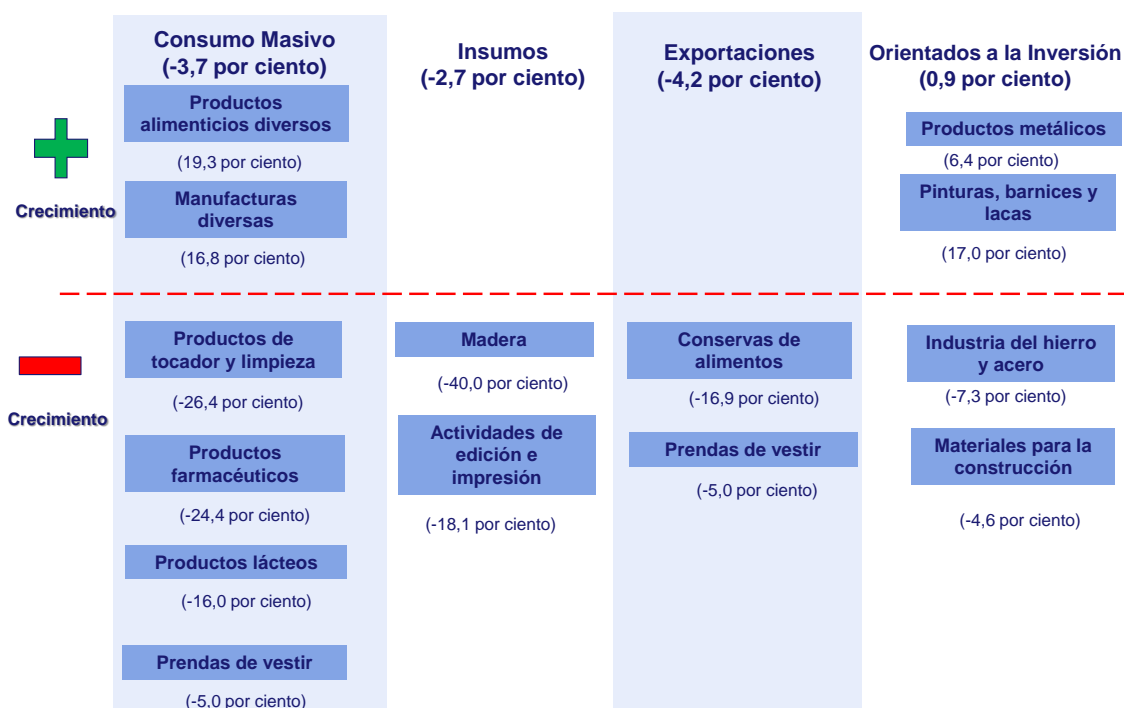 Consumo Masivo
(-3,7 por ciento)
Insumos
(-2,7 por ciento)
Exportaciones
(-4,2 por ciento)
Orientados a la Inversión
(0,9 por ciento)
Crecimiento
Productos
alimenticios diversos
(19,3 por ciento)
Manufacturas
diversas
(16,8 por ciento)
Productos metálicos
(6,4 por ciento)
Pinturas, barnices y
lacas
(17,0 por ciento)
Crecimiento
Productos de
tocador y limpieza
(-26,4 por ciento)
Productos
farmacéuticos
(-24,4 por ciento)
Productos lácteos
(-16,0 por ciento)
Prendas de vestir
(-5,0 por ciento)
Madera
(-40,0 por ciento)
Actividades de
edición e
impresión
(-18,1 por ciento)
Conservas de
alimentos
(-16,9 por ciento)
Prendas de vestir
(-5,0 por ciento)
Industria del hierro
y acero
(-7,3 por ciento)
Materiales para la
construcción
(-4,6 por ciento)